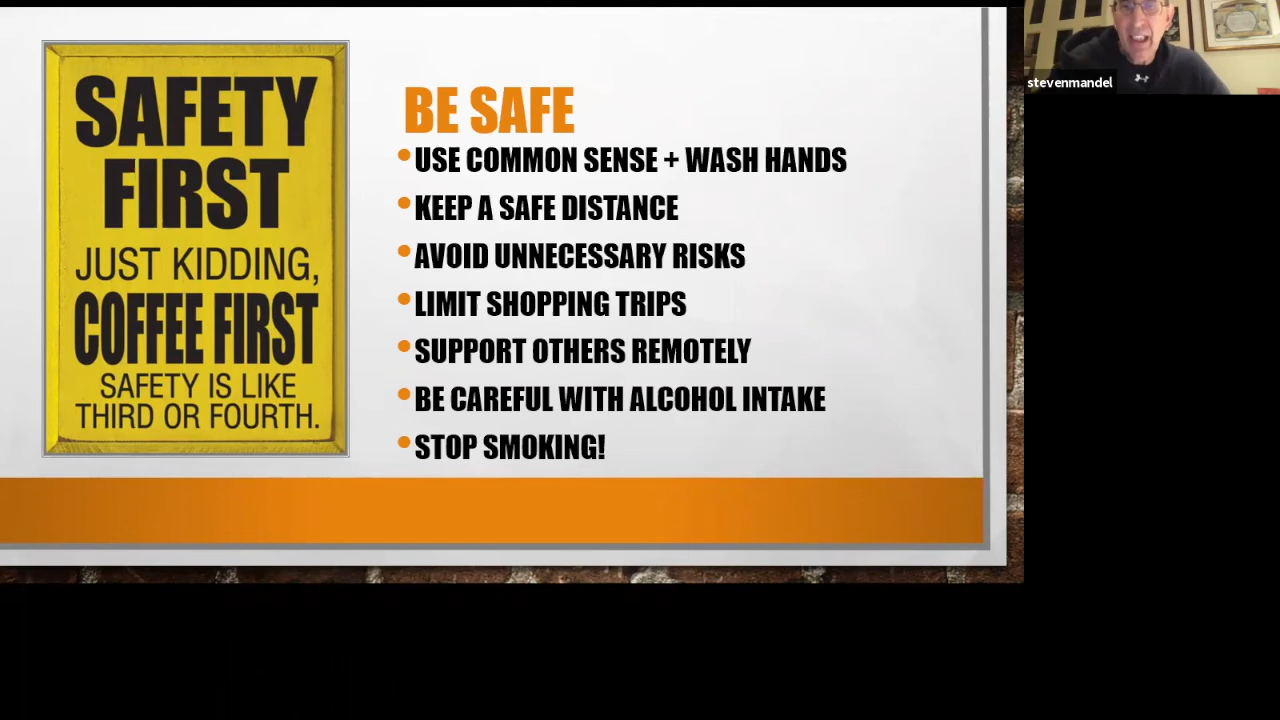 SAFETY
FIRST
JUST KIDDING,
COFFEE FIRST
SAFETY IS LIKE
THIRD OR FOURTH.
BE SAFE
USE COMMON SENSE + WASH HANDS
KEEP A SAFE DISTANCE
AVOID UNNECESSARY RISKS
LIMIT SHOPPING TRIPS
SUPPORT OTHERS REMOTELY
BE CAREFUL WITH ALCOHOL INTAKE
STOP SMOKING!
stevenmandel